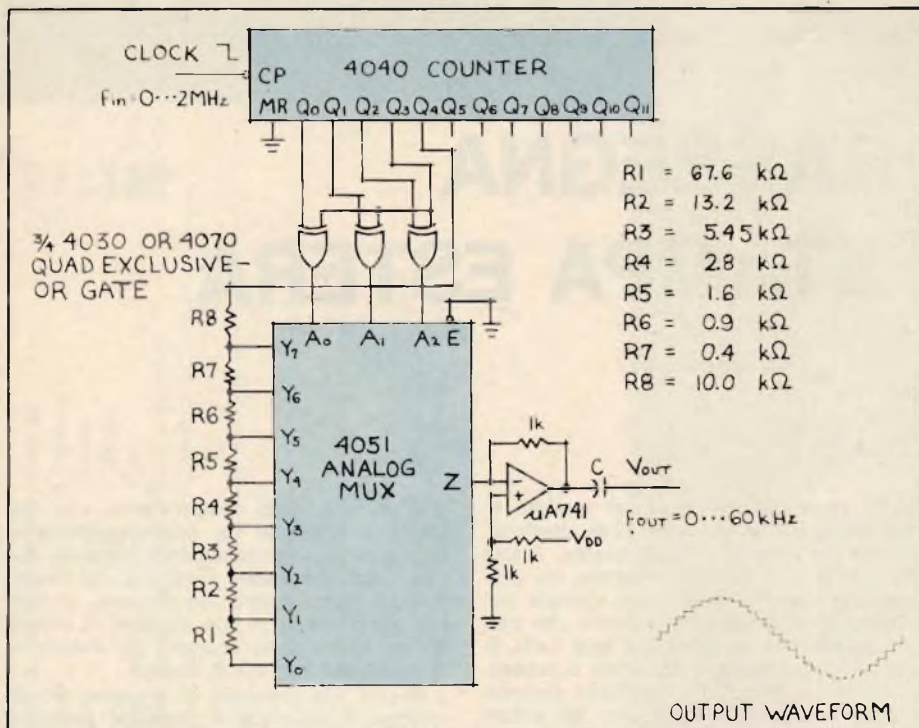 CLOCK
Fin = 0...2MHz
4040 COUNTER
CP
MR Q0 Q1 Q2 Q3 Q4 Q5 Q6 Q7 Q8 Q9 Q10 Q11
R1 = 67.6 kΩ
R2 = 13.2 kΩ
R3 = 5.45 kΩ
R4 = 2.8 kΩ
R5 = 1.6 kΩ
R6 = 0.9 kΩ
R7 = 0.4 kΩ
R8 = 10.0 kΩ
¾ 4030 OR 4070
QUAD EXCLUSIVE-
OR GATE
R8
R7
R6
R5
R4
R3
R2
R1
A0 A1 A2 E
Y7
Y6
Y5
Y4
Y3
Y2
Y1
Y0
4051
ANALOG
MUX
Z
1k
-
+
μA741
C
VOUT
fOUT = 0...60kHz
VDD
1k
1k
OUTPUT WAVEFORM